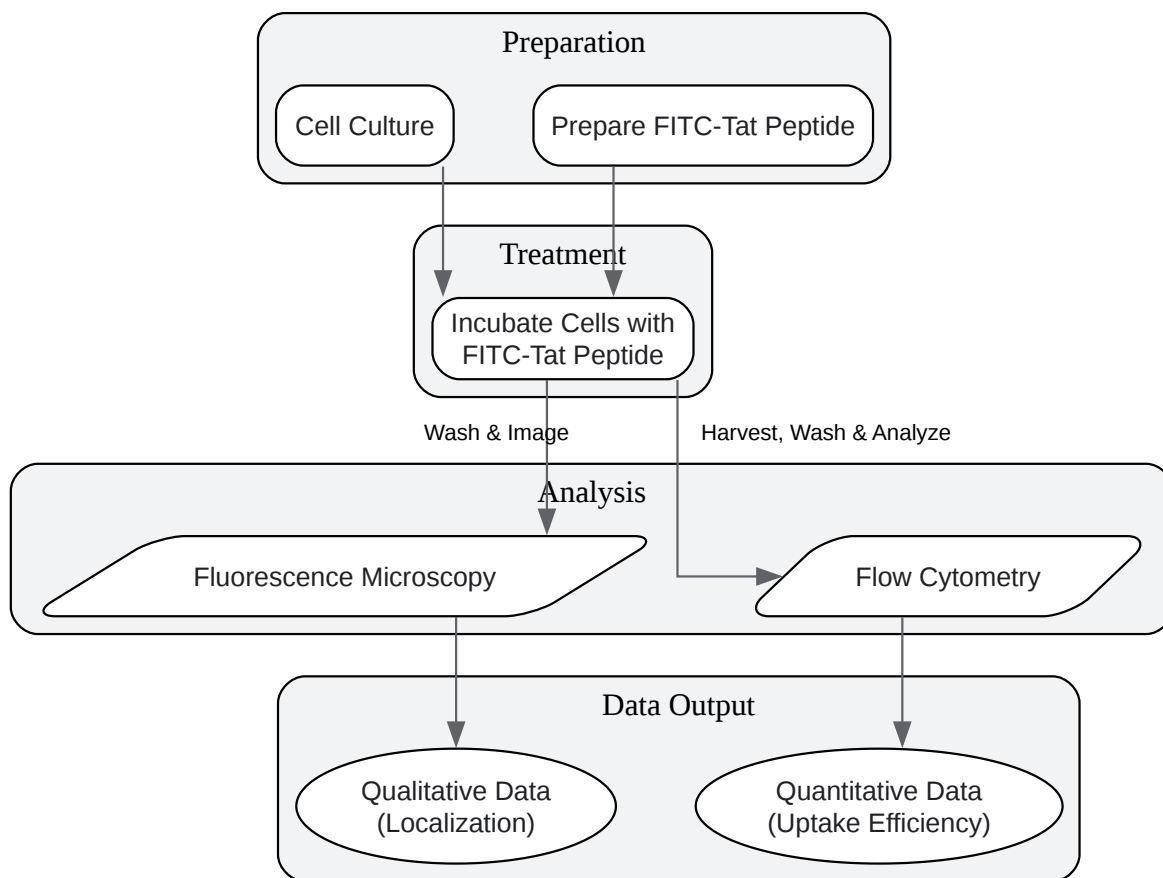 Preparation
Cell Culture
Prepare FITC-Tat Peptide
Treatment
Incubate Cells with
FITC-Tat Peptide
Wash & Image
Harvest, Wash & Analyze
Analysis
Fluorescence Microscopy
Flow Cytometry
Data Output
Qualitative Data
(Localization)
Quantitative Data
(Uptake Efficiency)